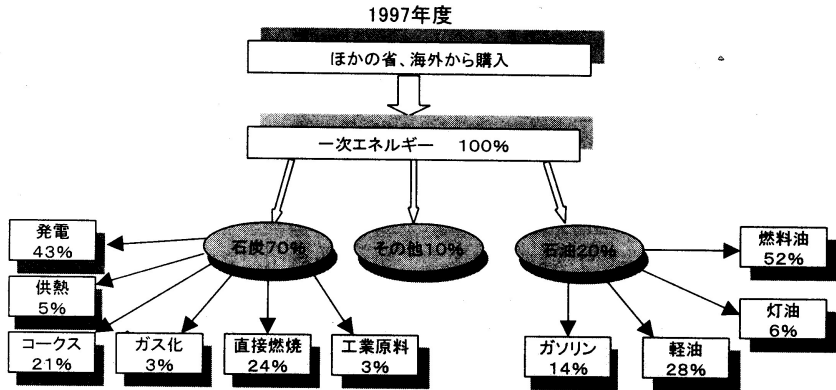 1997年度
ほかの省、海外から購入
一次エネルギー 100%
石炭70%
その他10%
石油20%
発電
43%
供熱
5%
コークス
21%
ガス化
3%
直接燃焼
24%
工業原料
3%
ガソリン
14%
軽油
28%
灯油
6%
燃料油
52%